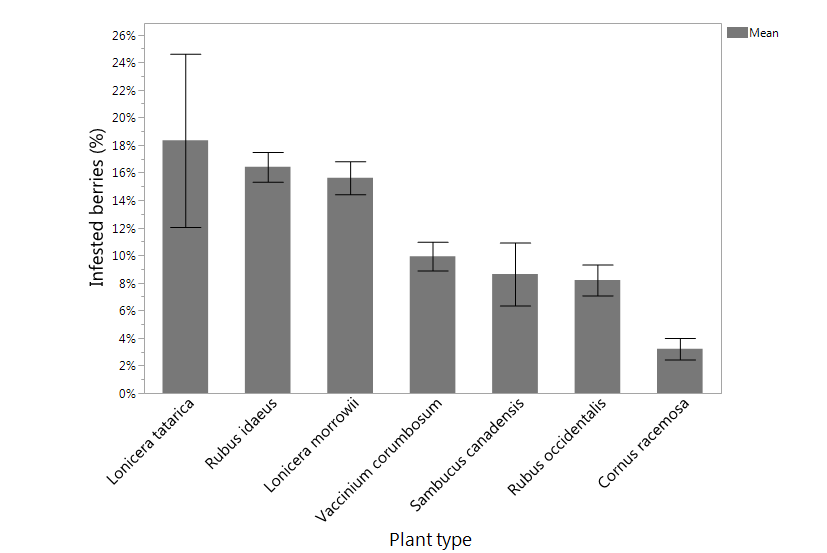 Mean
Infested berries (%)
26%
24%
22%
20%
18%
16%
14%
12%
10%
8%
6%
4%
2%
0%
Lonicera tatarica
Rubus idaeus
Lonicera morrowii
Vaccinium corumbosum
Sambucus canadensis
Rubus occidentalis
Cornus racemosa
Plant type